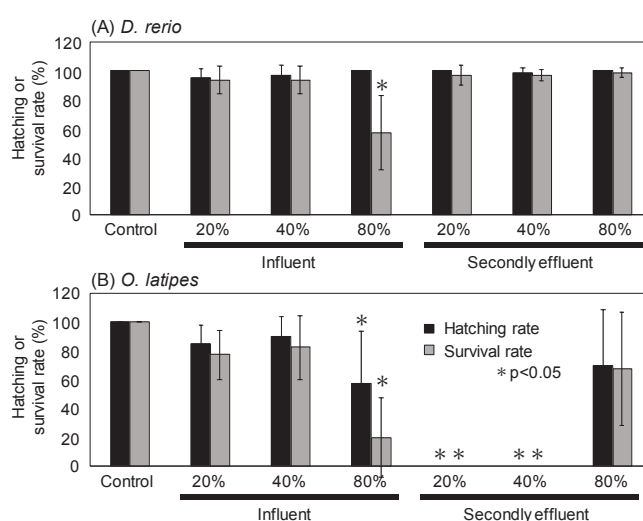 (A) D. rerio
Hatching or
survival rate (%)
120
100
80
60
40
20
0
*
Control 20% 40% 80% 20% 40% 80%
Influent Secondly effluent
(B) O. latipes
Hatching or
survival rate (%)
120
100
80
60
40
20
0
*
*
Hatching rate
Survival rate
* p<0.05
* * * *
Control 20% 40% 80% 20% 40% 80%
Influent Secondly effluent